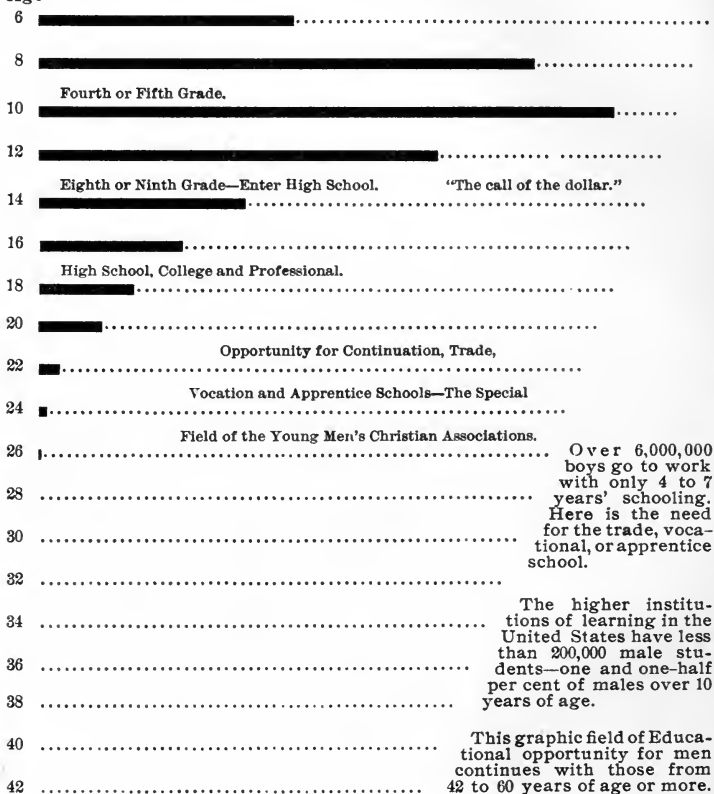 Age
6
8
Fourth or Fifth Grade.
10
12
Eighth or Ninth Grade—Enter High School. "The call of the dollar."
14
16
High School, College and Professional.
18
20
Opportunity for Continuation, Trade,
22
Vocation and Apprentice Schools—The Special
24
Field of the Young Men's Christian Associations.
26
28
30
32
34
36
38
40
42
Over 6,000,000
boys go to work
with only 4 to 7
years' schooling.
Here is the need
for the trade, voca-
tional, or apprentice
school.
The higher institu-
tions of learning in the
United States have less
than 200,000 male stu-
dents—one and one-half
per cent of males over 10
years of age.
This graphic field of Educa-
tional opportunity for men
continues with those from
42 to 60 years of age or more.